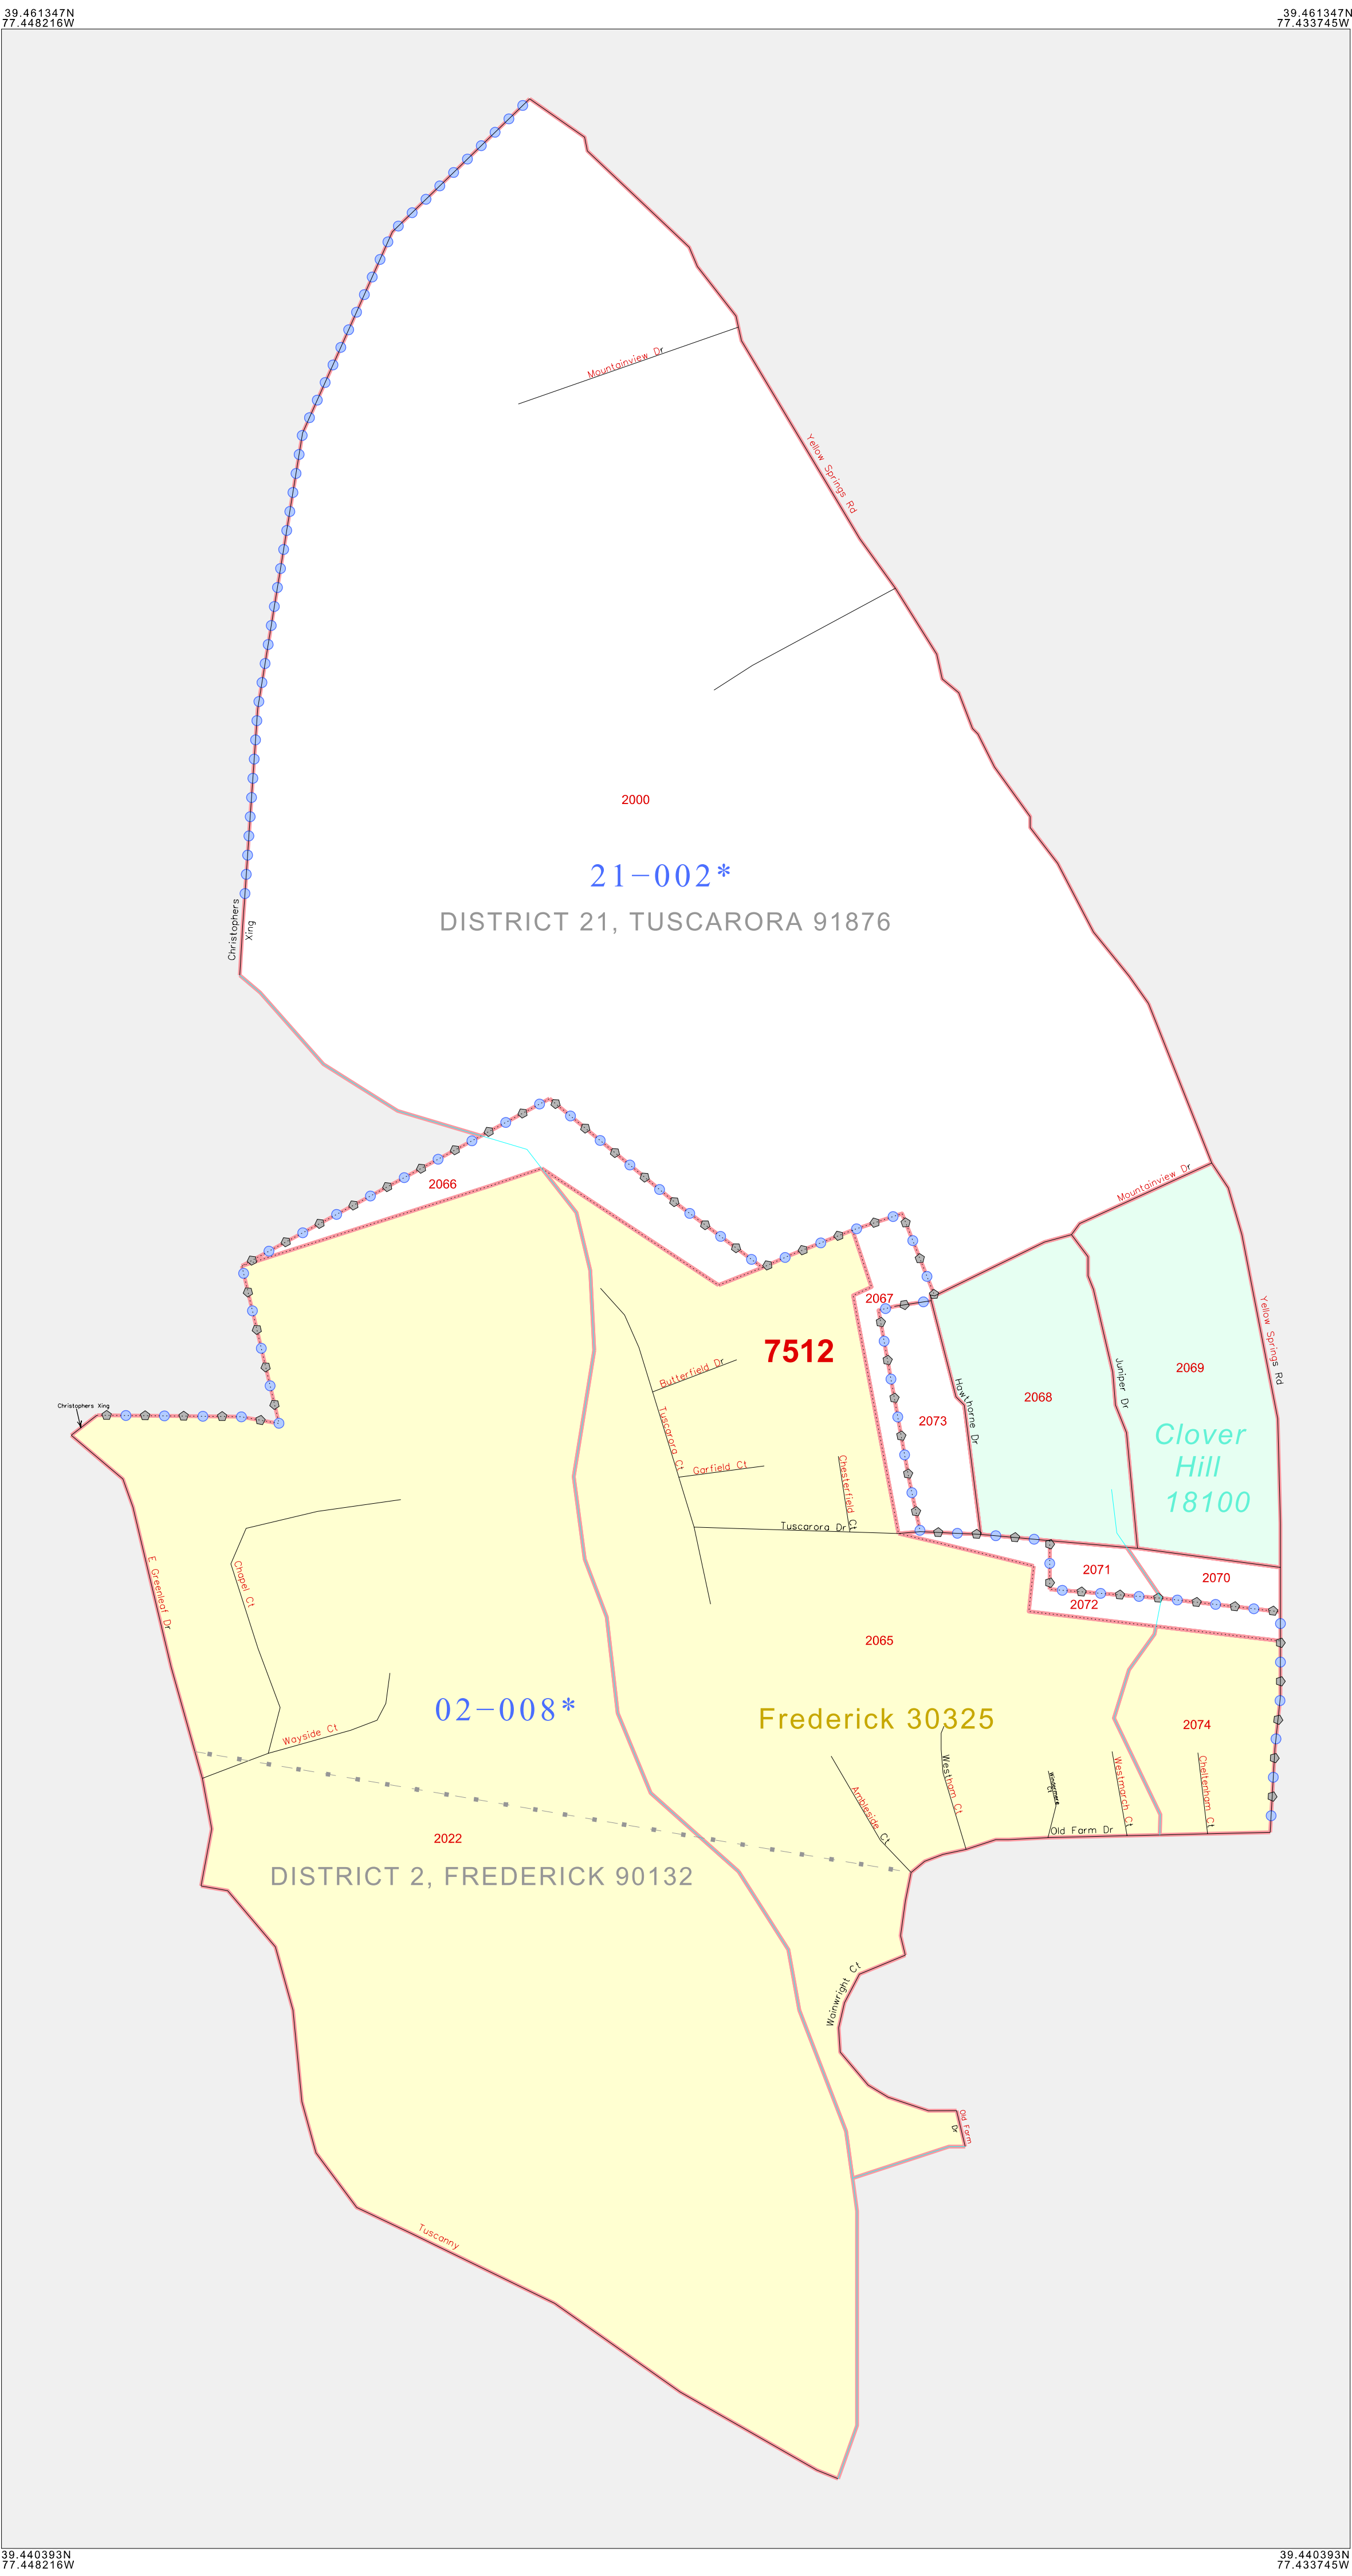 39.461347N
77.448216W
39.461347N
77.433745W
Mountainview Dr
Yellow Springs Rd
2000
21-002*
DISTRICT 21, TUSCARORA 91876
Christophers
Xing
Mountainview Dr
2066
2067
7512
Yellow Springs Rd
Butterfield Dr
Juniper Dr
2069
2068
Hawthorne Dr
Christophers Xing
Tuscarora Ct
2073
Clover
Hill
18100
Garfield Ct
Chesterfield Ct
Tuscarora Dr
E Greenleaf Dr
Chapel Ct
2071
2070
2072
2065
02-008*
Frederick 30325
2074
Wayside Ct
Ambleside Ct
Westham Ct
Windermere
Ct
Westmarch Ct
Cheltenham Ct
Old Farm Dr
2022
DISTRICT 2, FREDERICK 90132
Wainwright Ct
Old Farm
Dr
Tuscanny
39.440393N
77.448216W
39.440393N
77.433745W